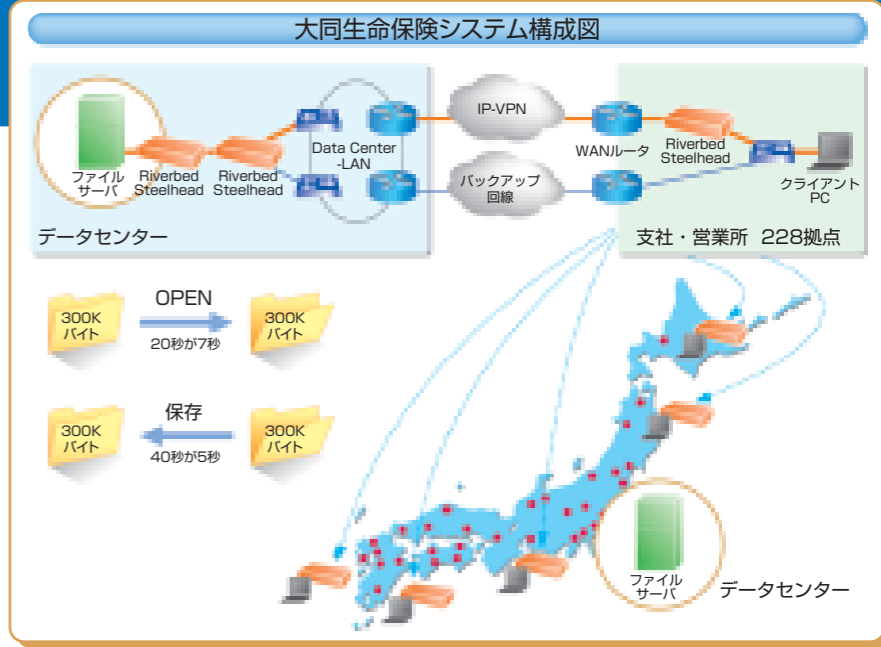 大同生命保険システム構成図
ファイル
サーバ
Riverbed
Steelhead
Riverbed
Steelhead
Data Center
-LAN
IP-VPN
バックアップ
回線
WANルータ
Riverbed
Steelhead
クライアント
PC
データセンター
支社・営業所 228拠点
300K
バイト
OPEN
20秒が7秒
300K
バイト
300K
バイト
保存
40秒が5秒
300K
バイト
ファイル
サーバ
データセンター